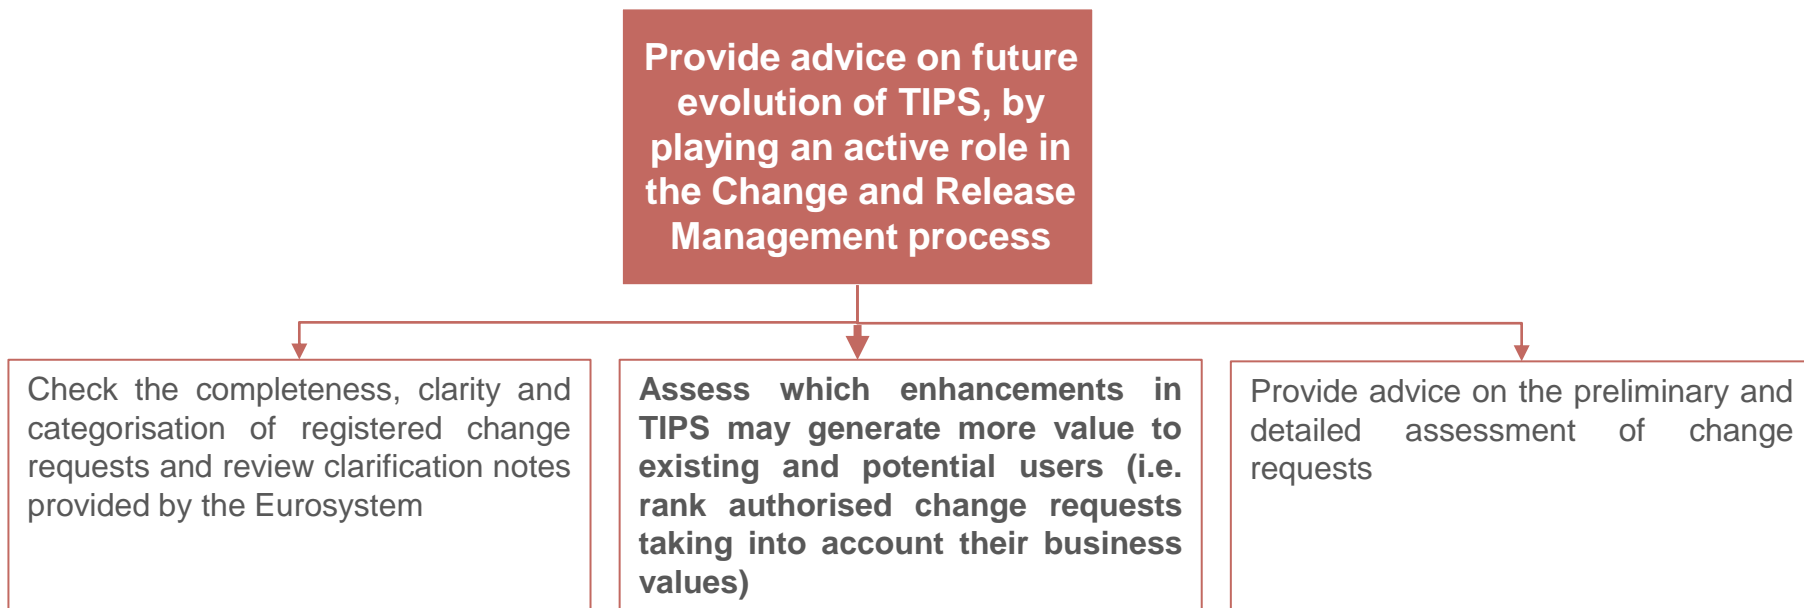 Provide advice on future
evolution of TIPS, by
playing an active role in
the Change and Release
Management process
Check the completeness, clarity and
categorisation of registered change
requests and review clarification notes
provided by the Eurosystem
Assess which enhancements in
TIPS may generate more value to
existing and potential users (i.e.
rank authorised change requests
taking into account their business
values)
Provide advice on the preliminary and
detailed assessment of change
requests